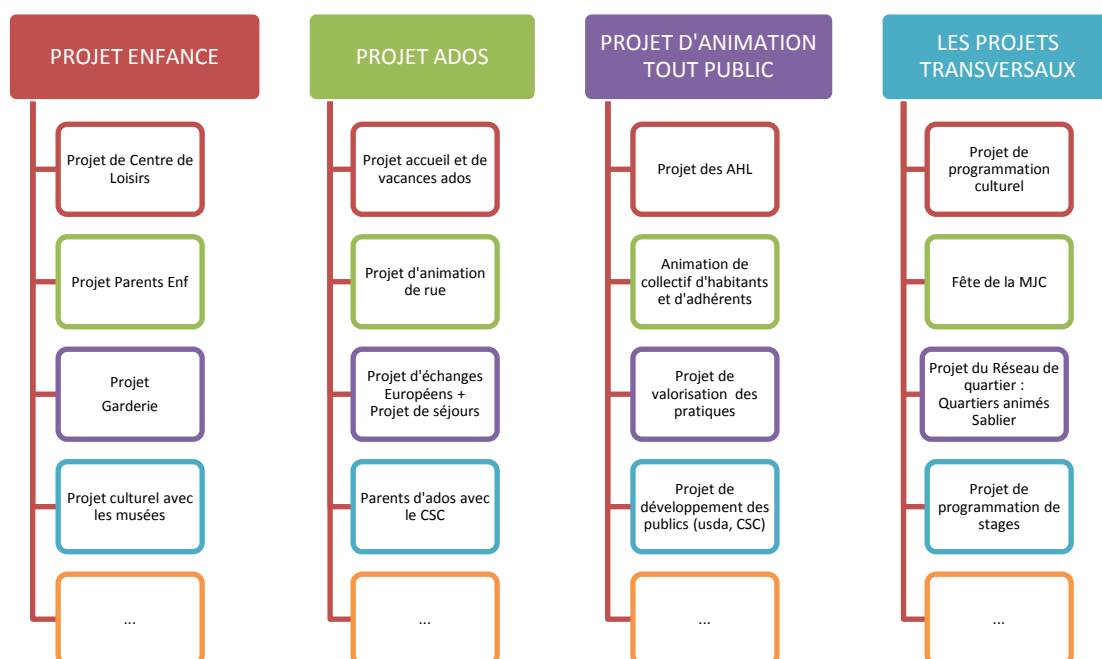 PROJET ENFANCE
Projet de Centre de
Loisirs
Projet Parents Enf
Projet
Garderie
Projet culturel avec
les musées
...
PROJET ADOS
Projet accueil et de
vacances ados
Projet d'animation
de rue
Projet d'échanges
Européens +
Projet de séjours
Parents d'ados avec
le CSC
...
PROJET D'ANIMATION
TOUT PUBLIC
Projet des AHL
Animation de
collectif d'habitants
et d'adhérents
Projet de
valorisation des
pratiques
Projet de
développement des
publics (usda, CSC)
...
LES PROJETS
TRANSVERSAUX
Projet de
programmation
culturel
Fête de la MJC
Projet du Réseau de
quartier :
Quartiers animés
Sablier
Projet de
programmation de
stages
...